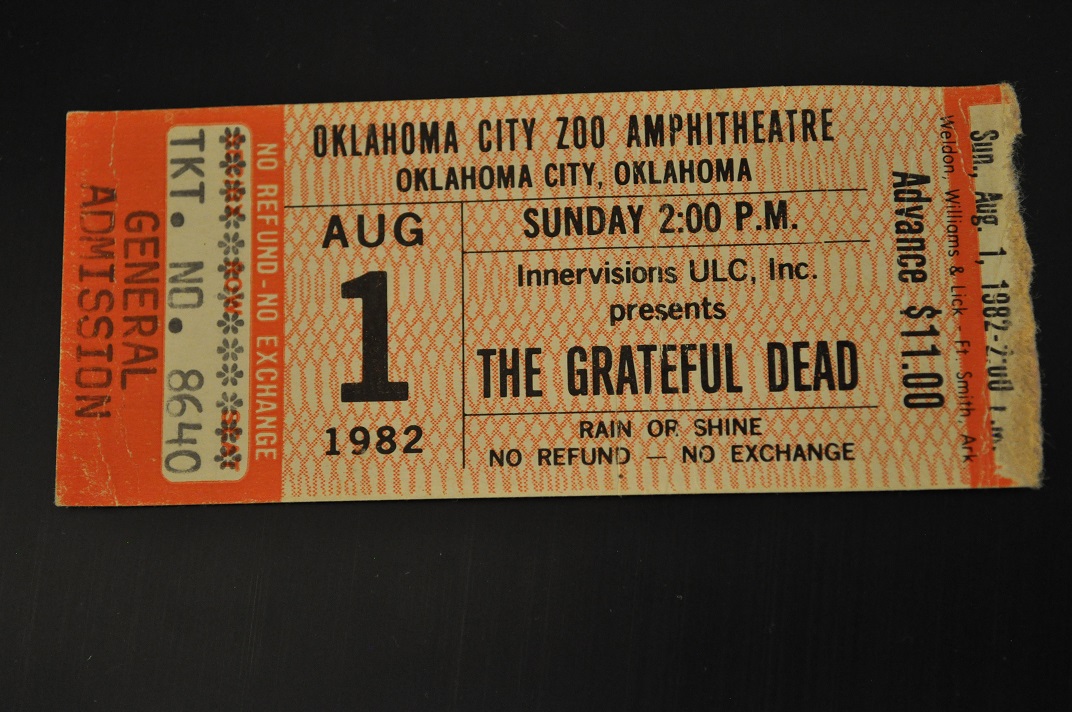 OKLAHOMA CITY ZOO AMPHITHEATRE
OKLAHOMA CITY, OKLAHOMA
AUG
1
1982
SUNDAY 2:00 P.M.
Innervisions ULC, Inc.
presents
THE GRATEFUL DEAD
RAIN OR SHINE
NO REFUND — NO EXCHANGE
NO REFUND - NO EXCHANGE
TKT. NO. 8640
GENERAL
ADMISSION
Sun., Aug. 1, 1982-2:00 P.M.
Weldon, Williams & Lick - Ft. Smith, Ark
Advance $11.00